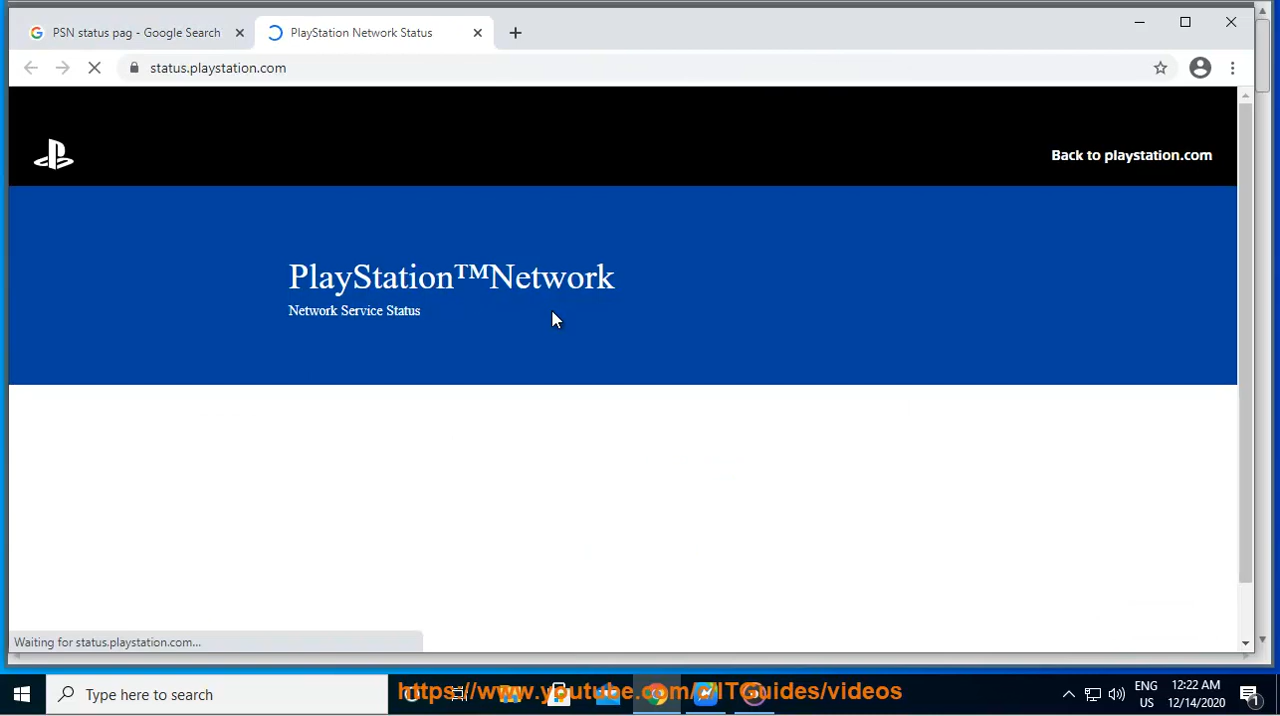 PSN status pag - Google Search
PlayStation Network Status
status.playstation.com
Back to playstation.com
PlayStation™Network
Network Service Status
Waiting for status.playstation.com...
Type here to search
https://www.youtube.com/c/ITGuides/videos
ENG
US
12:22 AM
12/14/2020
1